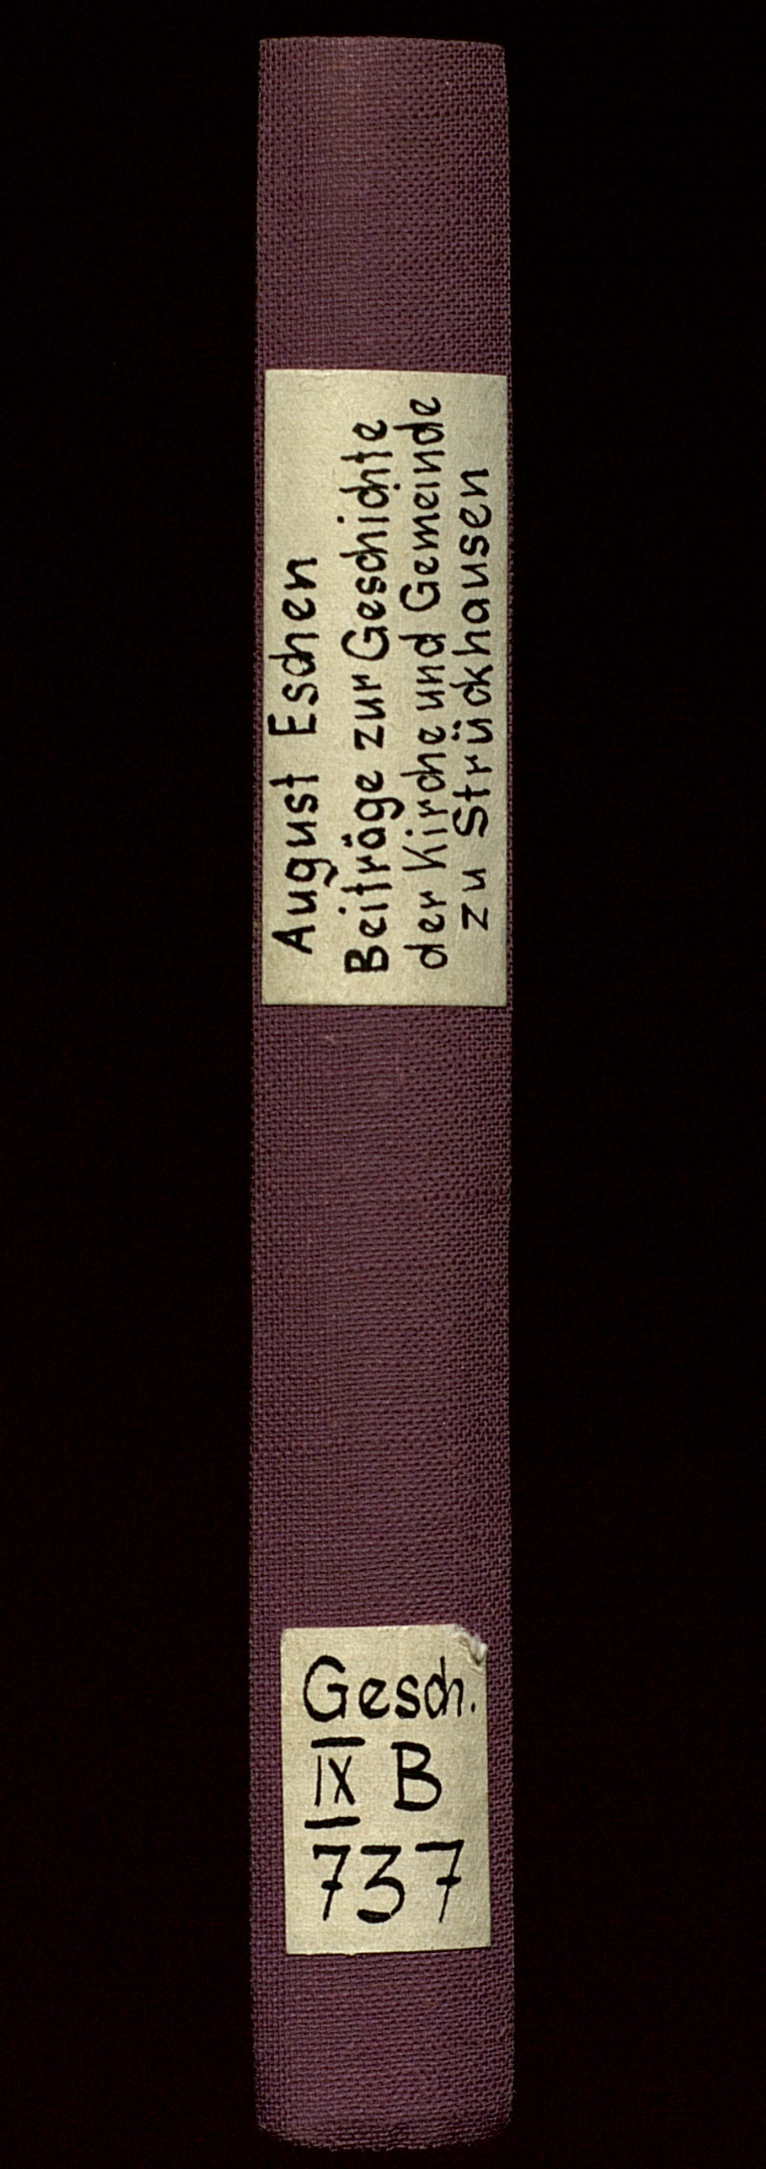 August Eschen
Beiträge zur Geschichte
der Kirche und Gemeinde
zu Strückhausen
Gesch.
IX B
737